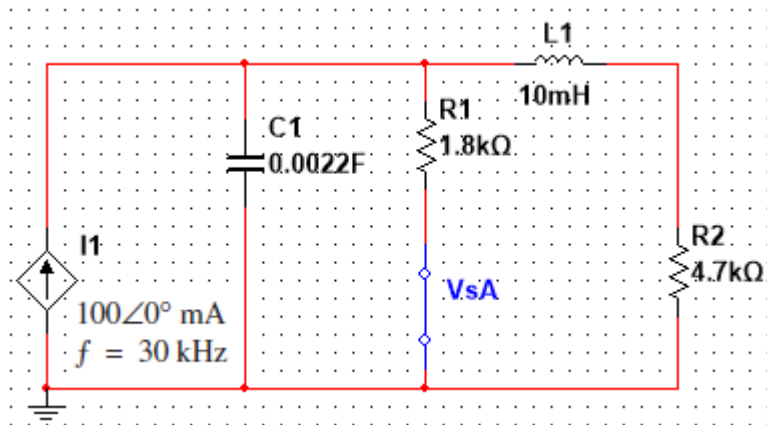 L1
10mH
R1
1.8kΩ
C1
0.0022F
I1
100∠0° mA
f = 30 kHz
VsA
R2
4.7kΩ